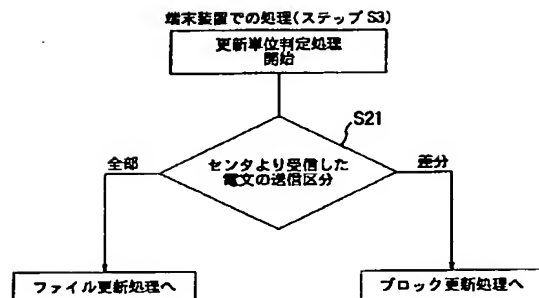 端末装置での処理(ステップ S3)
更新単位判定処理
開始
S21
センタより受信した
電文の送信区分
全部
差分
ファイル更新処理へ
ブロック更新処理へ